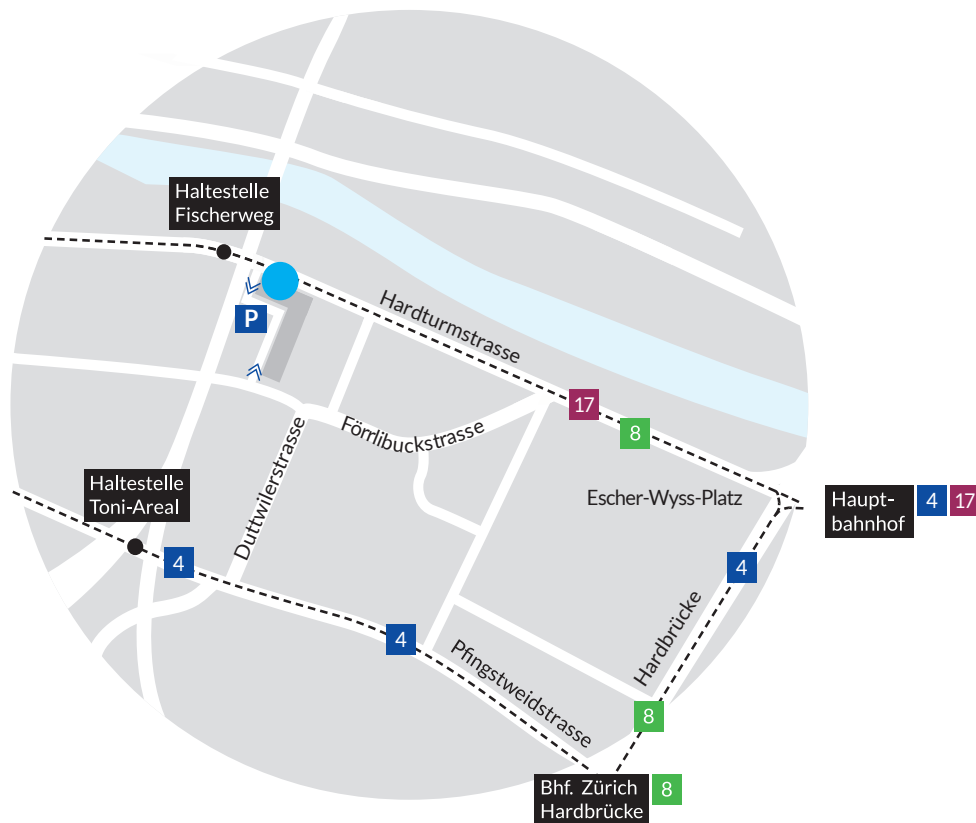 Haltestelle
Fischerweg
P
Hardturmstrasse
17
8
Förrlibuckstrasse
Duttwilerstrasse
Haltestelle
Toni-Areal
4
Escher-Wyss-Platz
Haupt-
bahnhof
4 17
4
Hardbrücke
4
Pfingstweidstrasse
8
Bhf. Zürich
Hardbrücke
8